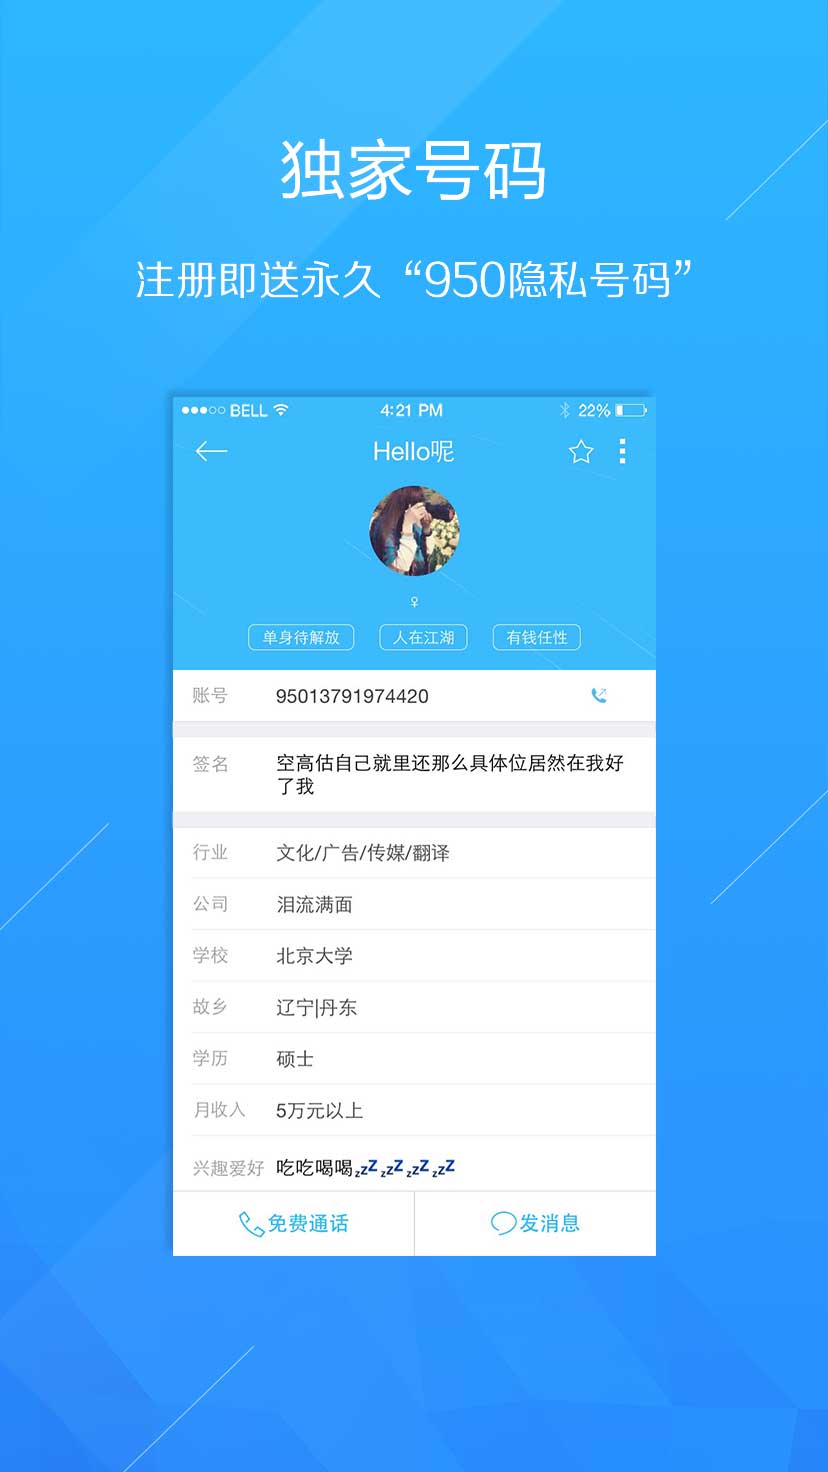 独家号码
注册即送永久“950隐私号码”
BELL 4:21 PM 22%
Hello呢
♀
单身待解放 人在江湖 有钱任性
账号 95013791974420
签名 空高估自己就里还那么具体位居然在我好
了我
行业 文化/广告/传媒/翻译
公司 泪流满面
学校 北京大学
故乡 辽宁|丹东
学历 硕士
月收入 5万元以上
兴趣爱好 吃吃喝喝zzZzzZzzZzzZ
免费通话 发消息